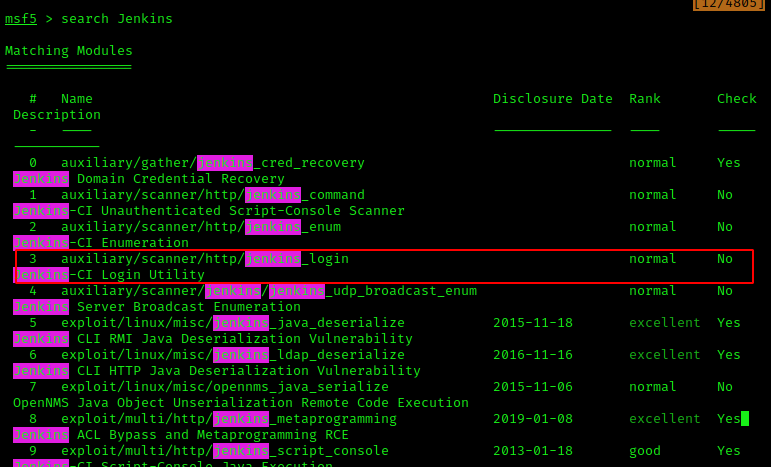 [12/4805]
msf5 > search Jenkins
Matching Modules
================
# Name Disclosure Date Rank Check
Description
- ---- --------------- ---- -----
-----------
0 auxiliary/gather/jenkins_cred_recovery normal Yes
Jenkins Domain Credential Recovery
1 auxiliary/scanner/http/jenkins_command normal No
Jenkins-CI Unauthenticated Script-Console Scanner
2 auxiliary/scanner/http/jenkins_enum normal No
Jenkins-CI Enumeration
3 auxiliary/scanner/http/jenkins_login normal No
Jenkins-CI Login Utility
4 auxiliary/scanner/jenkins/jenkins_udp_broadcast_enum normal No
Jenkins Server Broadcast Enumeration
5 exploit/linux/misc/jenkins_java_deserialize 2015-11-18 excellent Yes
Jenkins CLI RMI Java Deserialization Vulnerability
6 exploit/linux/misc/jenkins_ldap_deserialize 2016-11-16 excellent Yes
Jenkins CLI HTTP Java Deserialization Vulnerability
7 exploit/linux/misc/opennms_java_serialize 2015-11-06 normal No
OpenNMS Java Object Unserialization Remote Code Execution
8 exploit/multi/http/jenkins_metaprogramming 2019-01-08 excellent Yes
Jenkins ACL Bypass and Metaprogramming RCE
9 exploit/multi/http/jenkins_script_console 2013-01-18 good Yes
Jenkins-CI Script-Console Java Execution